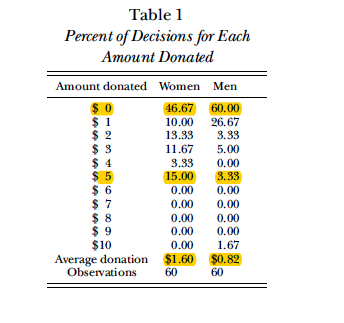 Table 1
Percent of Decisions for Each
Amount Donated
Amount donated Women Men
$ 0 46.67 60.00
$ 1 10.00 26.67
$ 2 13.33 3.33
$ 3 11.67 5.00
$ 4 3.33 0.00
$ 5 15.00 3.33
$ 6 0.00 0.00
$ 7 0.00 0.00
$ 8 0.00 0.00
$ 9 0.00 0.00
$10 0.00 1.67
Average donation $1.60 $0.82
Observations 60 60